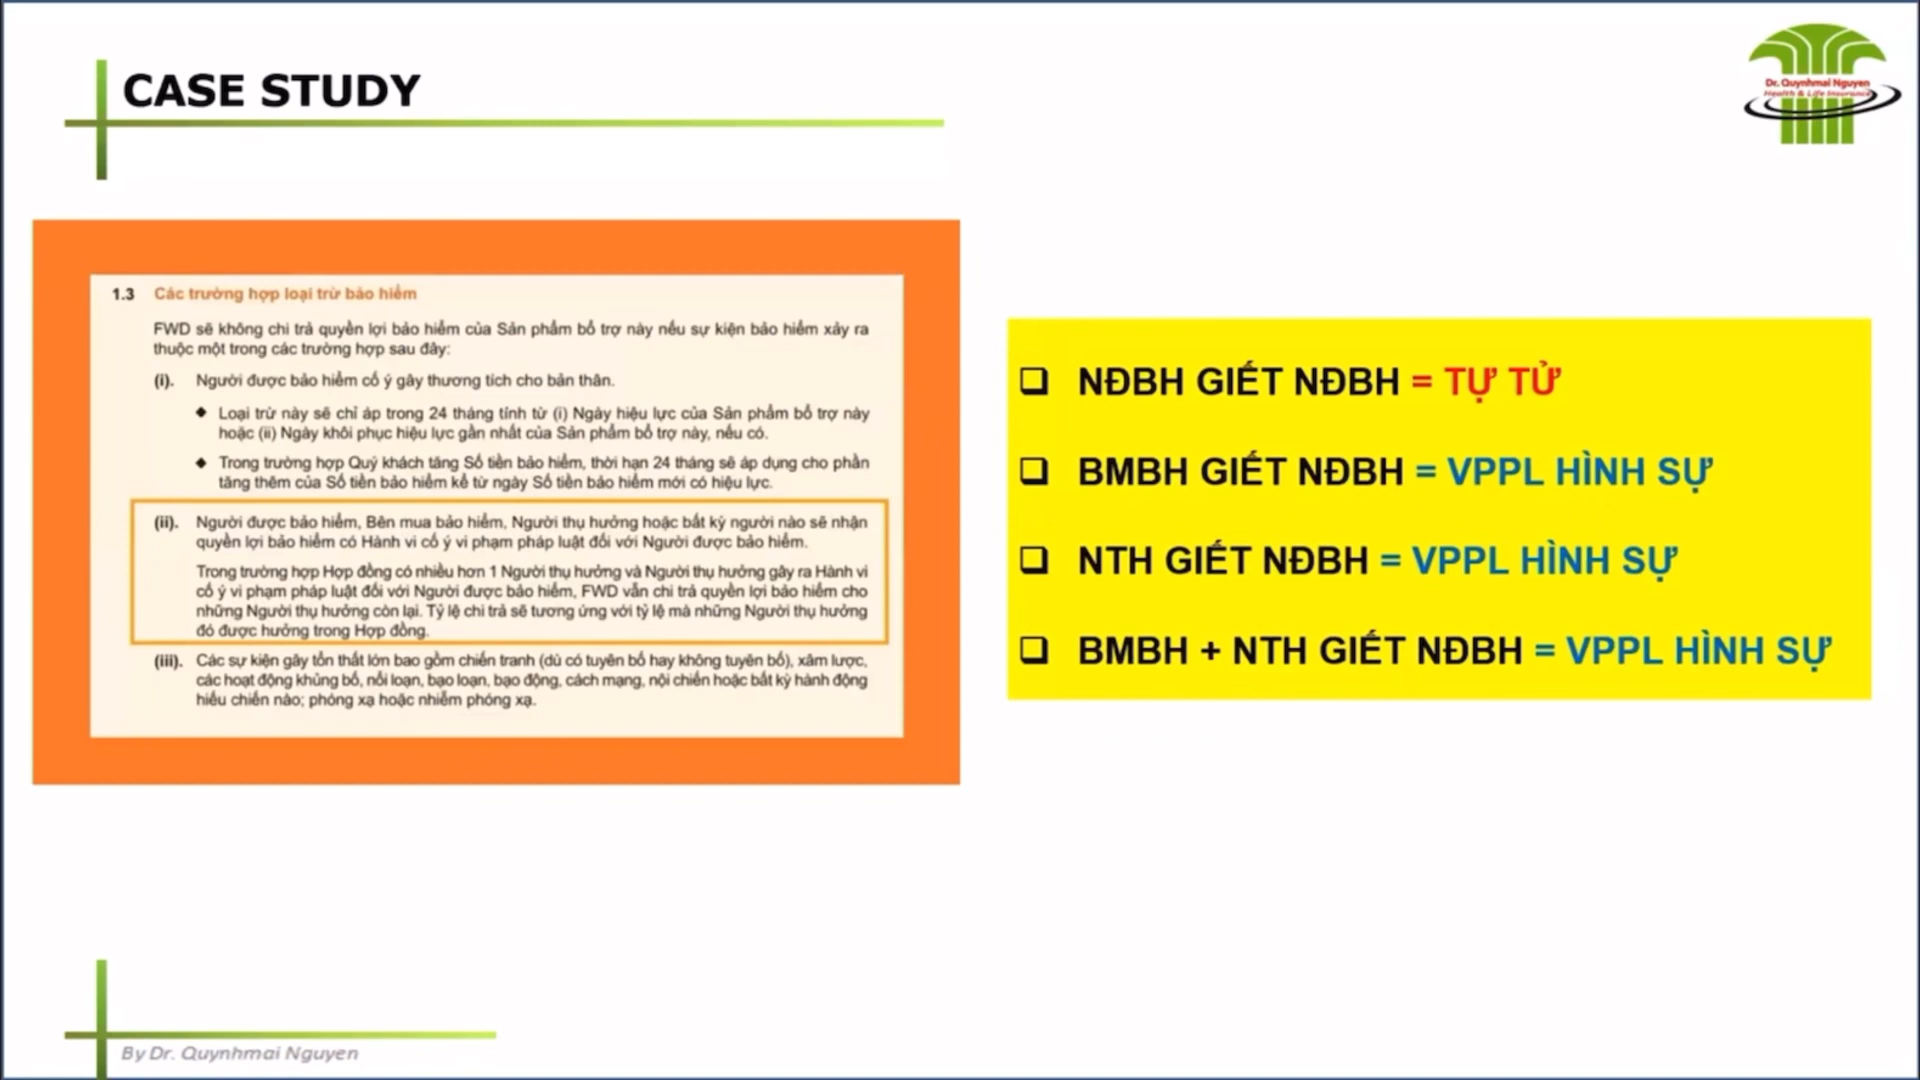 CASE STUDY
Dr. Quynhmai Nguyen
Health & Life Insurance
1.3 Các trường hợp loại trừ bảo hiểm
FWD sẽ không chi trả quyền lợi bảo hiểm của Sản phẩm bổ trợ này nếu sự kiện bảo hiểm xảy ra
thuộc một trong các trường hợp sau đây:
(i). Người được bảo hiểm cố ý gây thương tích cho bản thân.
◆ Loại trừ này sẽ chỉ áp trong 24 tháng tính từ (i) Ngày hiệu lực của Sản phẩm bổ trợ này
hoặc (ii) Ngày khôi phục hiệu lực gần nhất của Sản phẩm bổ trợ này, nếu có.
◆ Trong trường hợp Quý khách tăng Số tiền bảo hiểm, thời hạn 24 tháng sẽ áp dụng cho phần
tăng thêm của Số tiền bảo hiểm kể từ ngày Số tiền bảo hiểm mới có hiệu lực.
(ii). Người được bảo hiểm, Bên mua bảo hiểm, Người thụ hưởng hoặc bất kỳ người nào sẽ nhận
quyền lợi bảo hiểm có Hành vi cố ý vi phạm pháp luật đối với Người được bảo hiểm.
Trong trường hợp Hợp đồng có nhiều hơn 1 Người thụ hưởng và Người thụ hưởng gây ra Hành vi
cố ý vi phạm pháp luật đối với Người được bảo hiểm, FWD vẫn chi trả quyền lợi bảo hiểm cho
những Người thụ hưởng còn lại. Tỷ lệ chi trả sẽ tương ứng với tỷ lệ mà những Người thụ hưởng
đó được hưởng trong Hợp đồng.
(iii). Các sự kiện gây tổn thất lớn bao gồm chiến tranh (dù có tuyên bố hay không tuyên bố), xâm lược,
các hoạt động khủng bố, nổi loạn, bạo loạn, bạo động, cách mạng, nội chiến hoặc bất kỳ hành động
hiếu chiến nào; phóng xạ hoặc nhiễm phóng xạ.
❑ NĐBH GIẾT NĐBH = TỰ TỬ
❑ BMBH GIẾT NĐBH = VPPL HÌNH SỰ
❑ NTH GIẾT NĐBH = VPPL HÌNH SỰ
❑ BMBH + NTH GIẾT NĐBH = VPPL HÌNH SỰ
By Dr. Quynhmai Nguyen